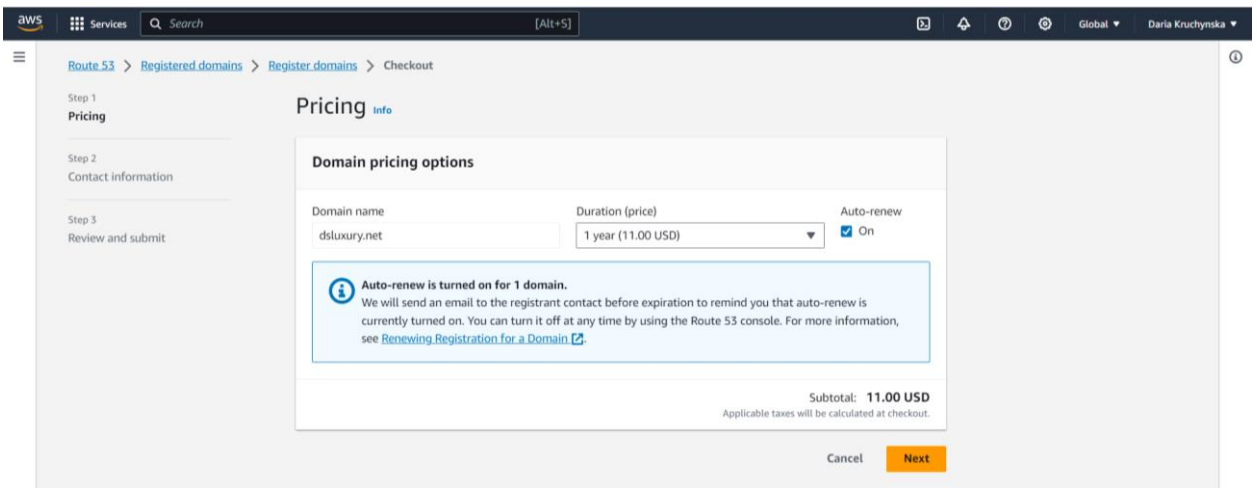 aws
Services
Search
[Alt+S]
Global
Daria Kruchynska
Route 53 > Registered domains > Register domains > Checkout
Step 1
Pricing
Step 2
Contact information
Step 3
Review and submit
Pricing Info
Domain pricing options
Domain name
Duration (price)
Auto-renew
dsluxury.net
1 year (11.00 USD)
On
Auto-renew is turned on for 1 domain.
We will send an email to the registrant contact before expiration to remind you that auto-renew is
currently turned on. You can turn it off at any time by using the Route 53 console. For more information,
see Renewing Registration for a Domain.
Subtotal: 11.00 USD
Applicable taxes will be calculated at checkout.
Cancel
Next